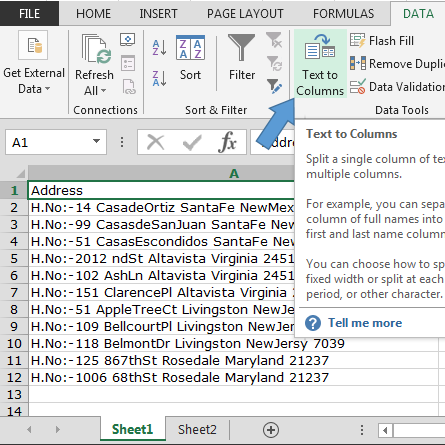 FILE HOME INSERT PAGE LAYOUT FORMULAS DATA
Get External
Data
Refresh
All
Connections
Sort
Sort & Filter
Filter
Text to
Columns
Flash Fill
Remove Duplic
Data Validation
Data Tools
A1
fx
Addre
Text to Columns
Split a single column of tex
multiple columns.
For example, you can sepa
column of full names into
first and last name column
You can choose how to sp
fixed width or split at each
period, or other character.
? Tell me more
A
1 Address
2 H.No:-14 CasadeOrtiz SantaFe NewMex
3 H.No:-99 CasasdeSanJuan SantaFe New
4 H.No:-51 CasasEscondidos SantaFe New
5 H.No:-2012 ndSt Altavista Virginia 2451
6 H.No:-102 AshLn Altavista Virginia 2451
7 H.No:-151 ClarencePl Altavista Virginia 2
8 H.No:-51 AppleTreeCt Livingston NewJer
9 H.No:-109 BellcourtPl Livingston NewJer
10 H.No:-118 BelmontDr Livingston NewJersy 7039
11 H.No:-125 867thSt Rosedale Maryland 21237
12 H.No:-1006 68thSt Rosedale Maryland 21237
13
14
Sheet1 Sheet2